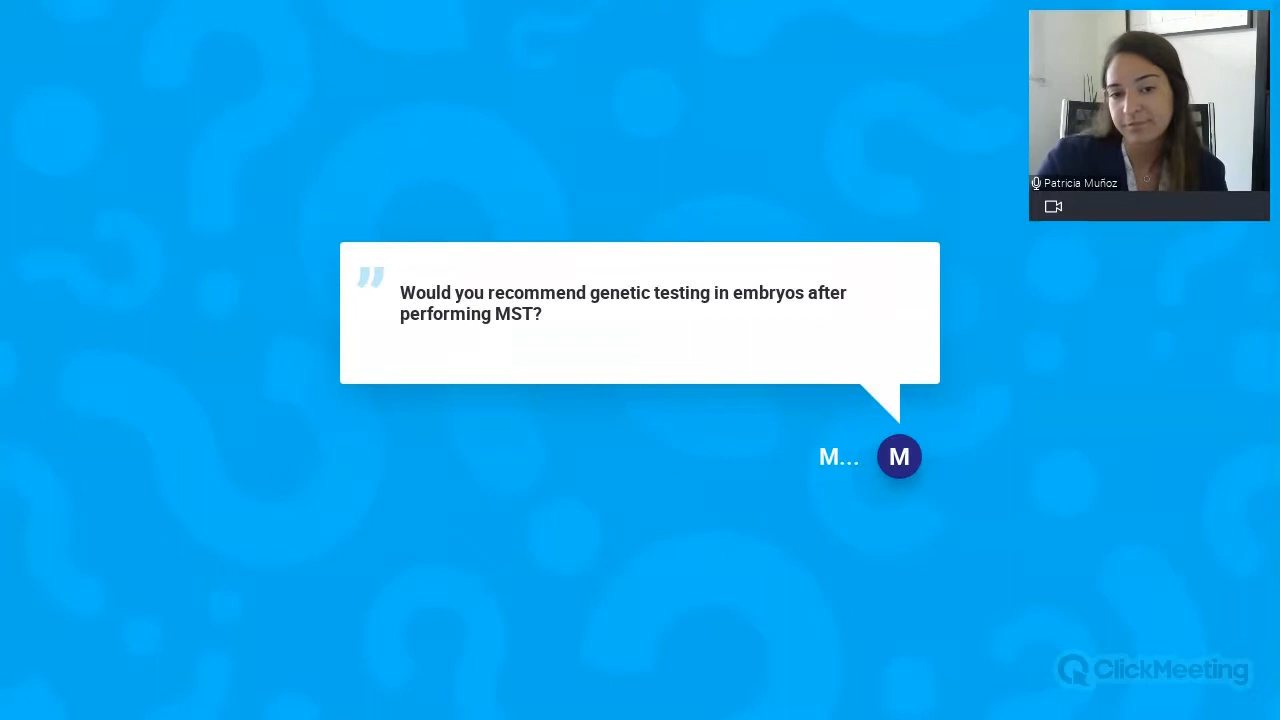 Patricia Muñoz
Would you recommend genetic testing in embryos after
performing MST?
M... M
ClickMeeting